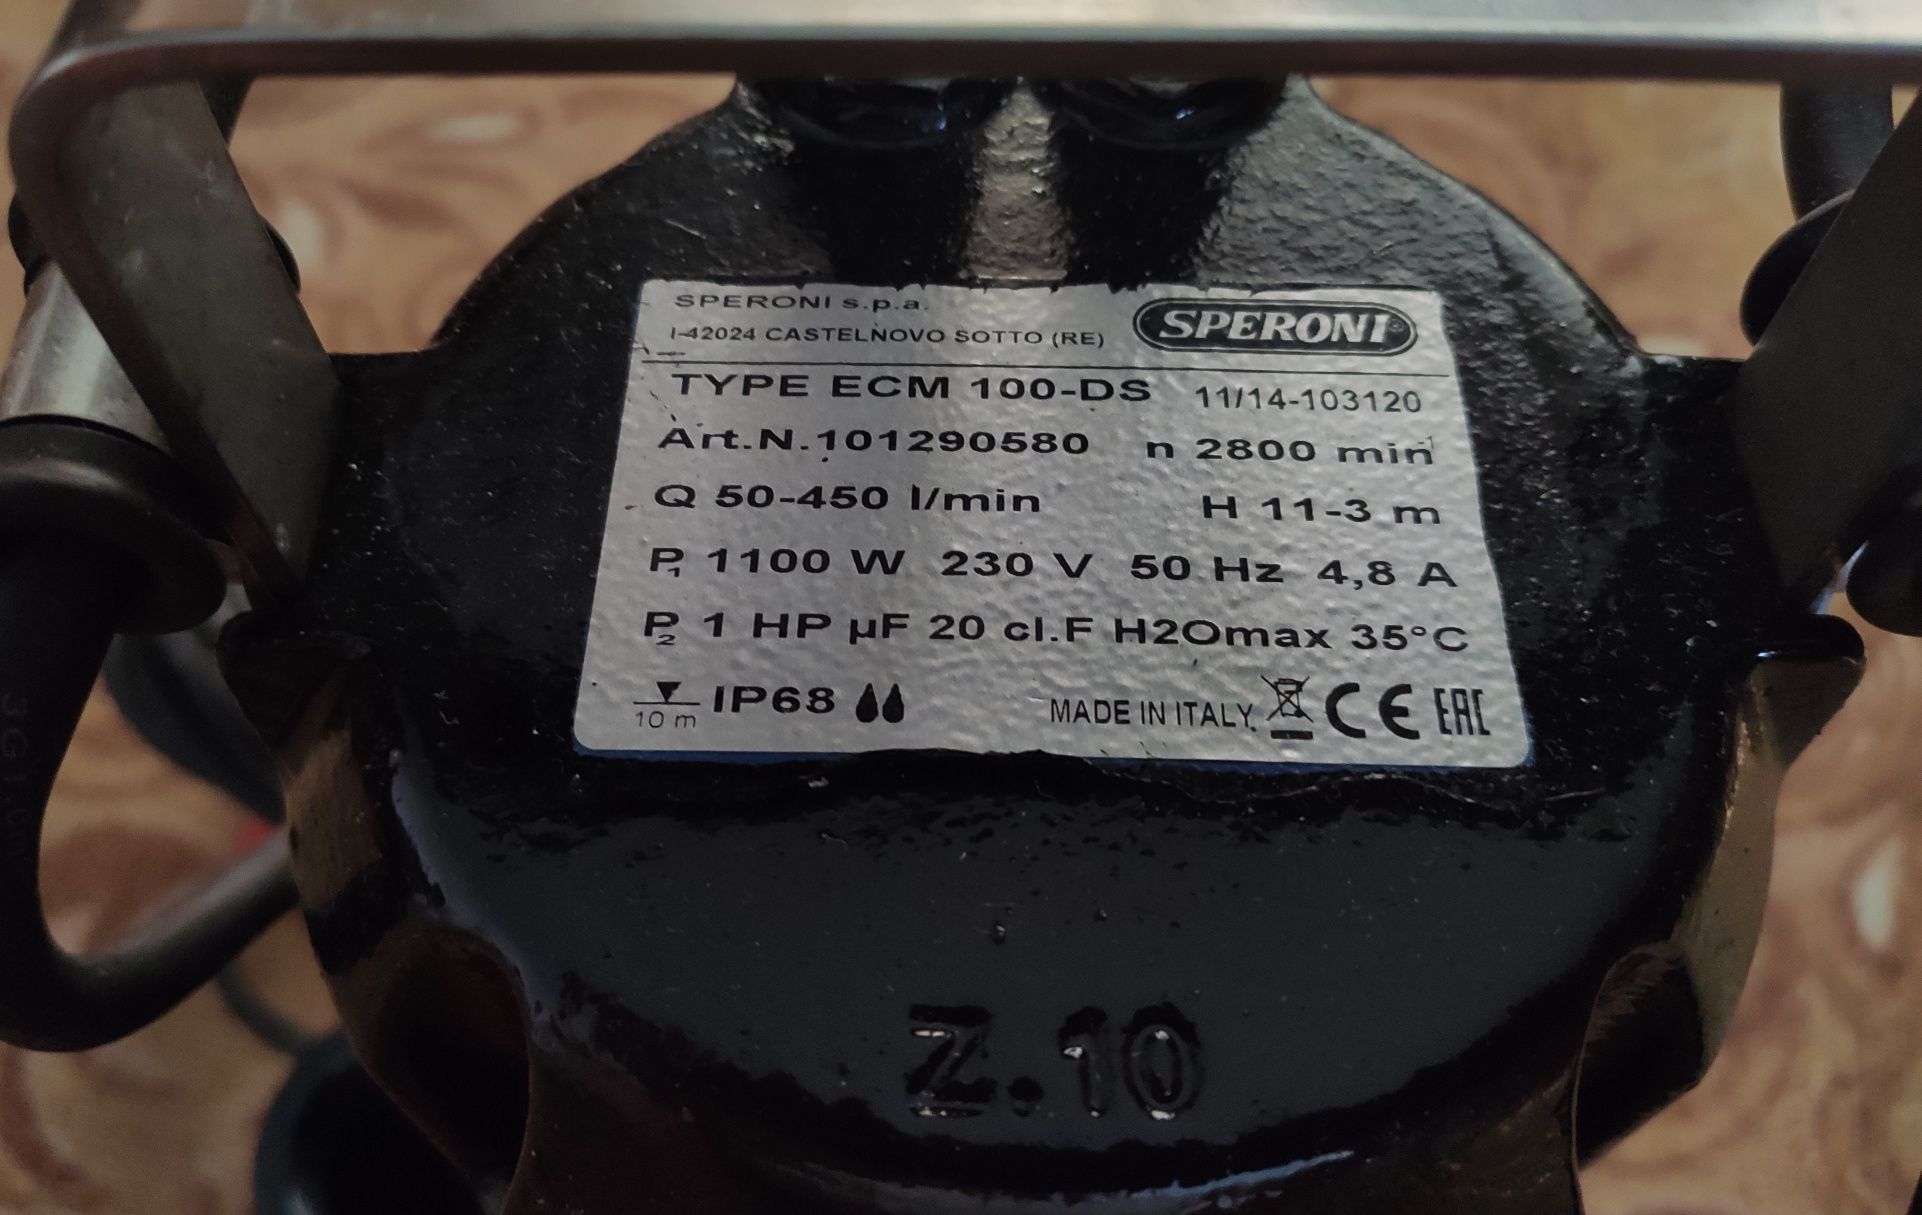 SPERONI s.p.a.
I-42024 CASTELNOVO SOTTO (RE)
SPERONI®
TYPE ECM 100-DS 11/14-103120
Art.N.101290580 n 2800 min⁻¹
Q 50-450 l/min H 11-3 m
P₁ 1100 W 230 V 50 Hz 4,8 A
P₂ 1 HP µF 20 cl.F H2Omax 35°C
10 m IP68 MADE IN ITALY. CE EAC
Z.10